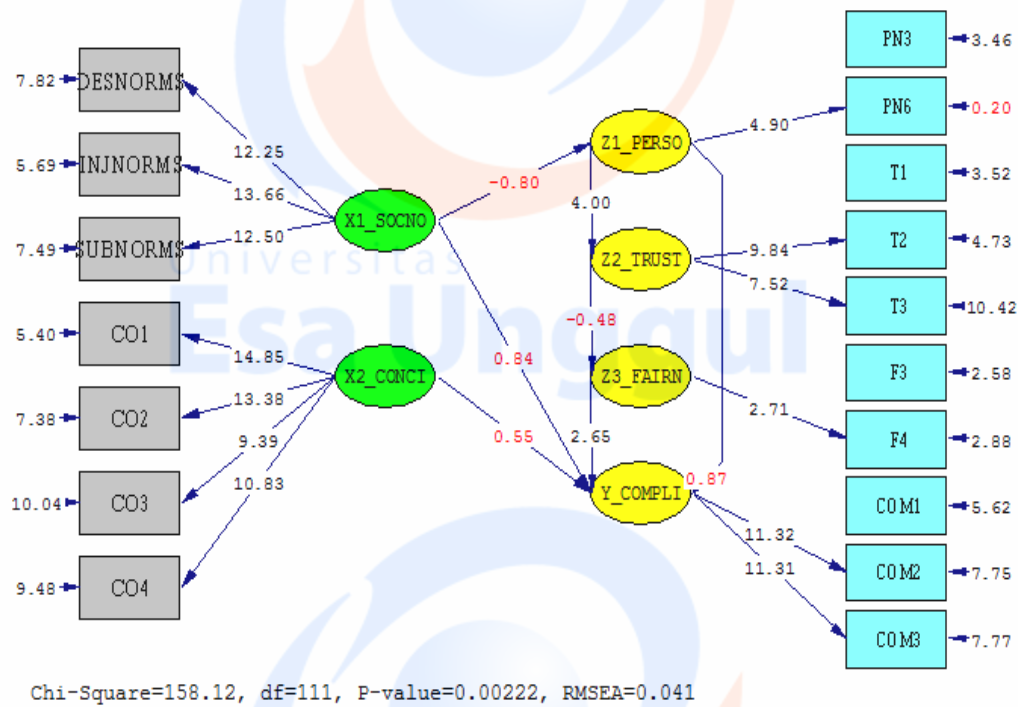 PN3
3.46
7.82
DESNORMS
PN6
0.20
4.90
Z1_PERSO
12.25
5.69
INJNORMS
T1
3.52
13.66
-0.80
4.00
X1_SOCNO
12.50
7.49
SUBNORMS
T2
4.73
9.84
Z2_TRUST
7.52
Universitas
Esa Unggul
T3
10.42
-0.48
5.40
CO1
14.85
0.84
F3
2.58
X2_CONCI
Z3_FAIRN
2.71
13.38
7.38
CO2
9.39
0.55
2.65
F4
2.88
10.83
0.87
10.04
CO3
Y_COMPLI
COM1
5.62
11.32
11.31
9.48
CO4
COM2
7.75
COM3
7.77
Chi-Square=158.12, df=111, P-value=0.00222, RMSEA=0.041